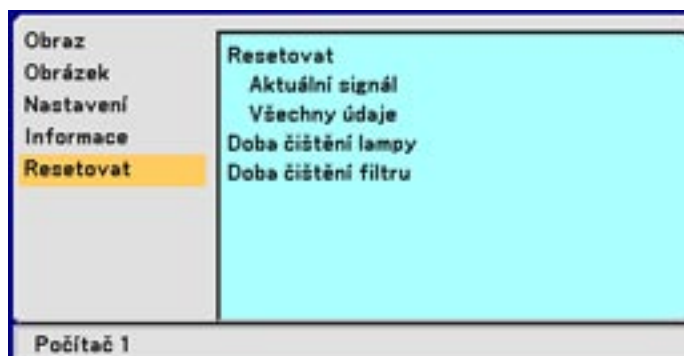 Obraz
Obrázek
Nastavení
Informace
Resetovat
Resetovat
Aktuální signál
Všechny údaje
Doba čištění lampy
Doba čištění filtru
Počítač 1